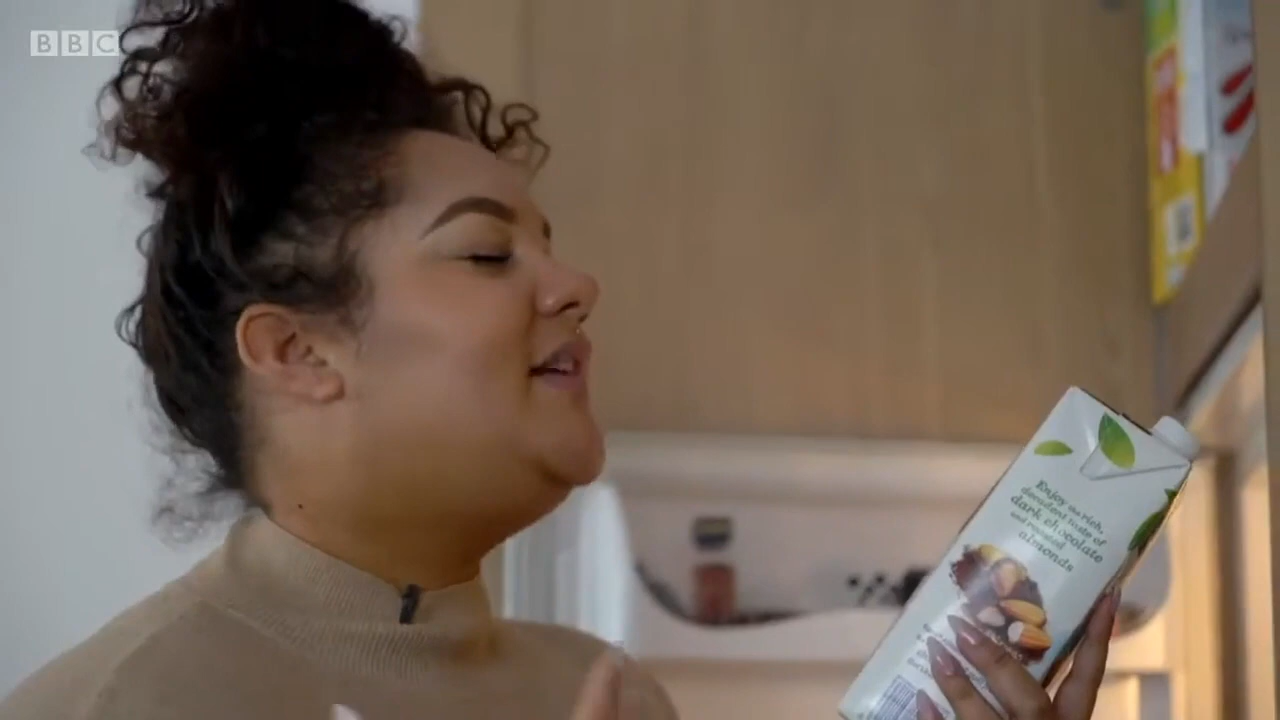 BBC
Enjoy the rich,
decadent taste of
dark chocolate
and roasted
almonds